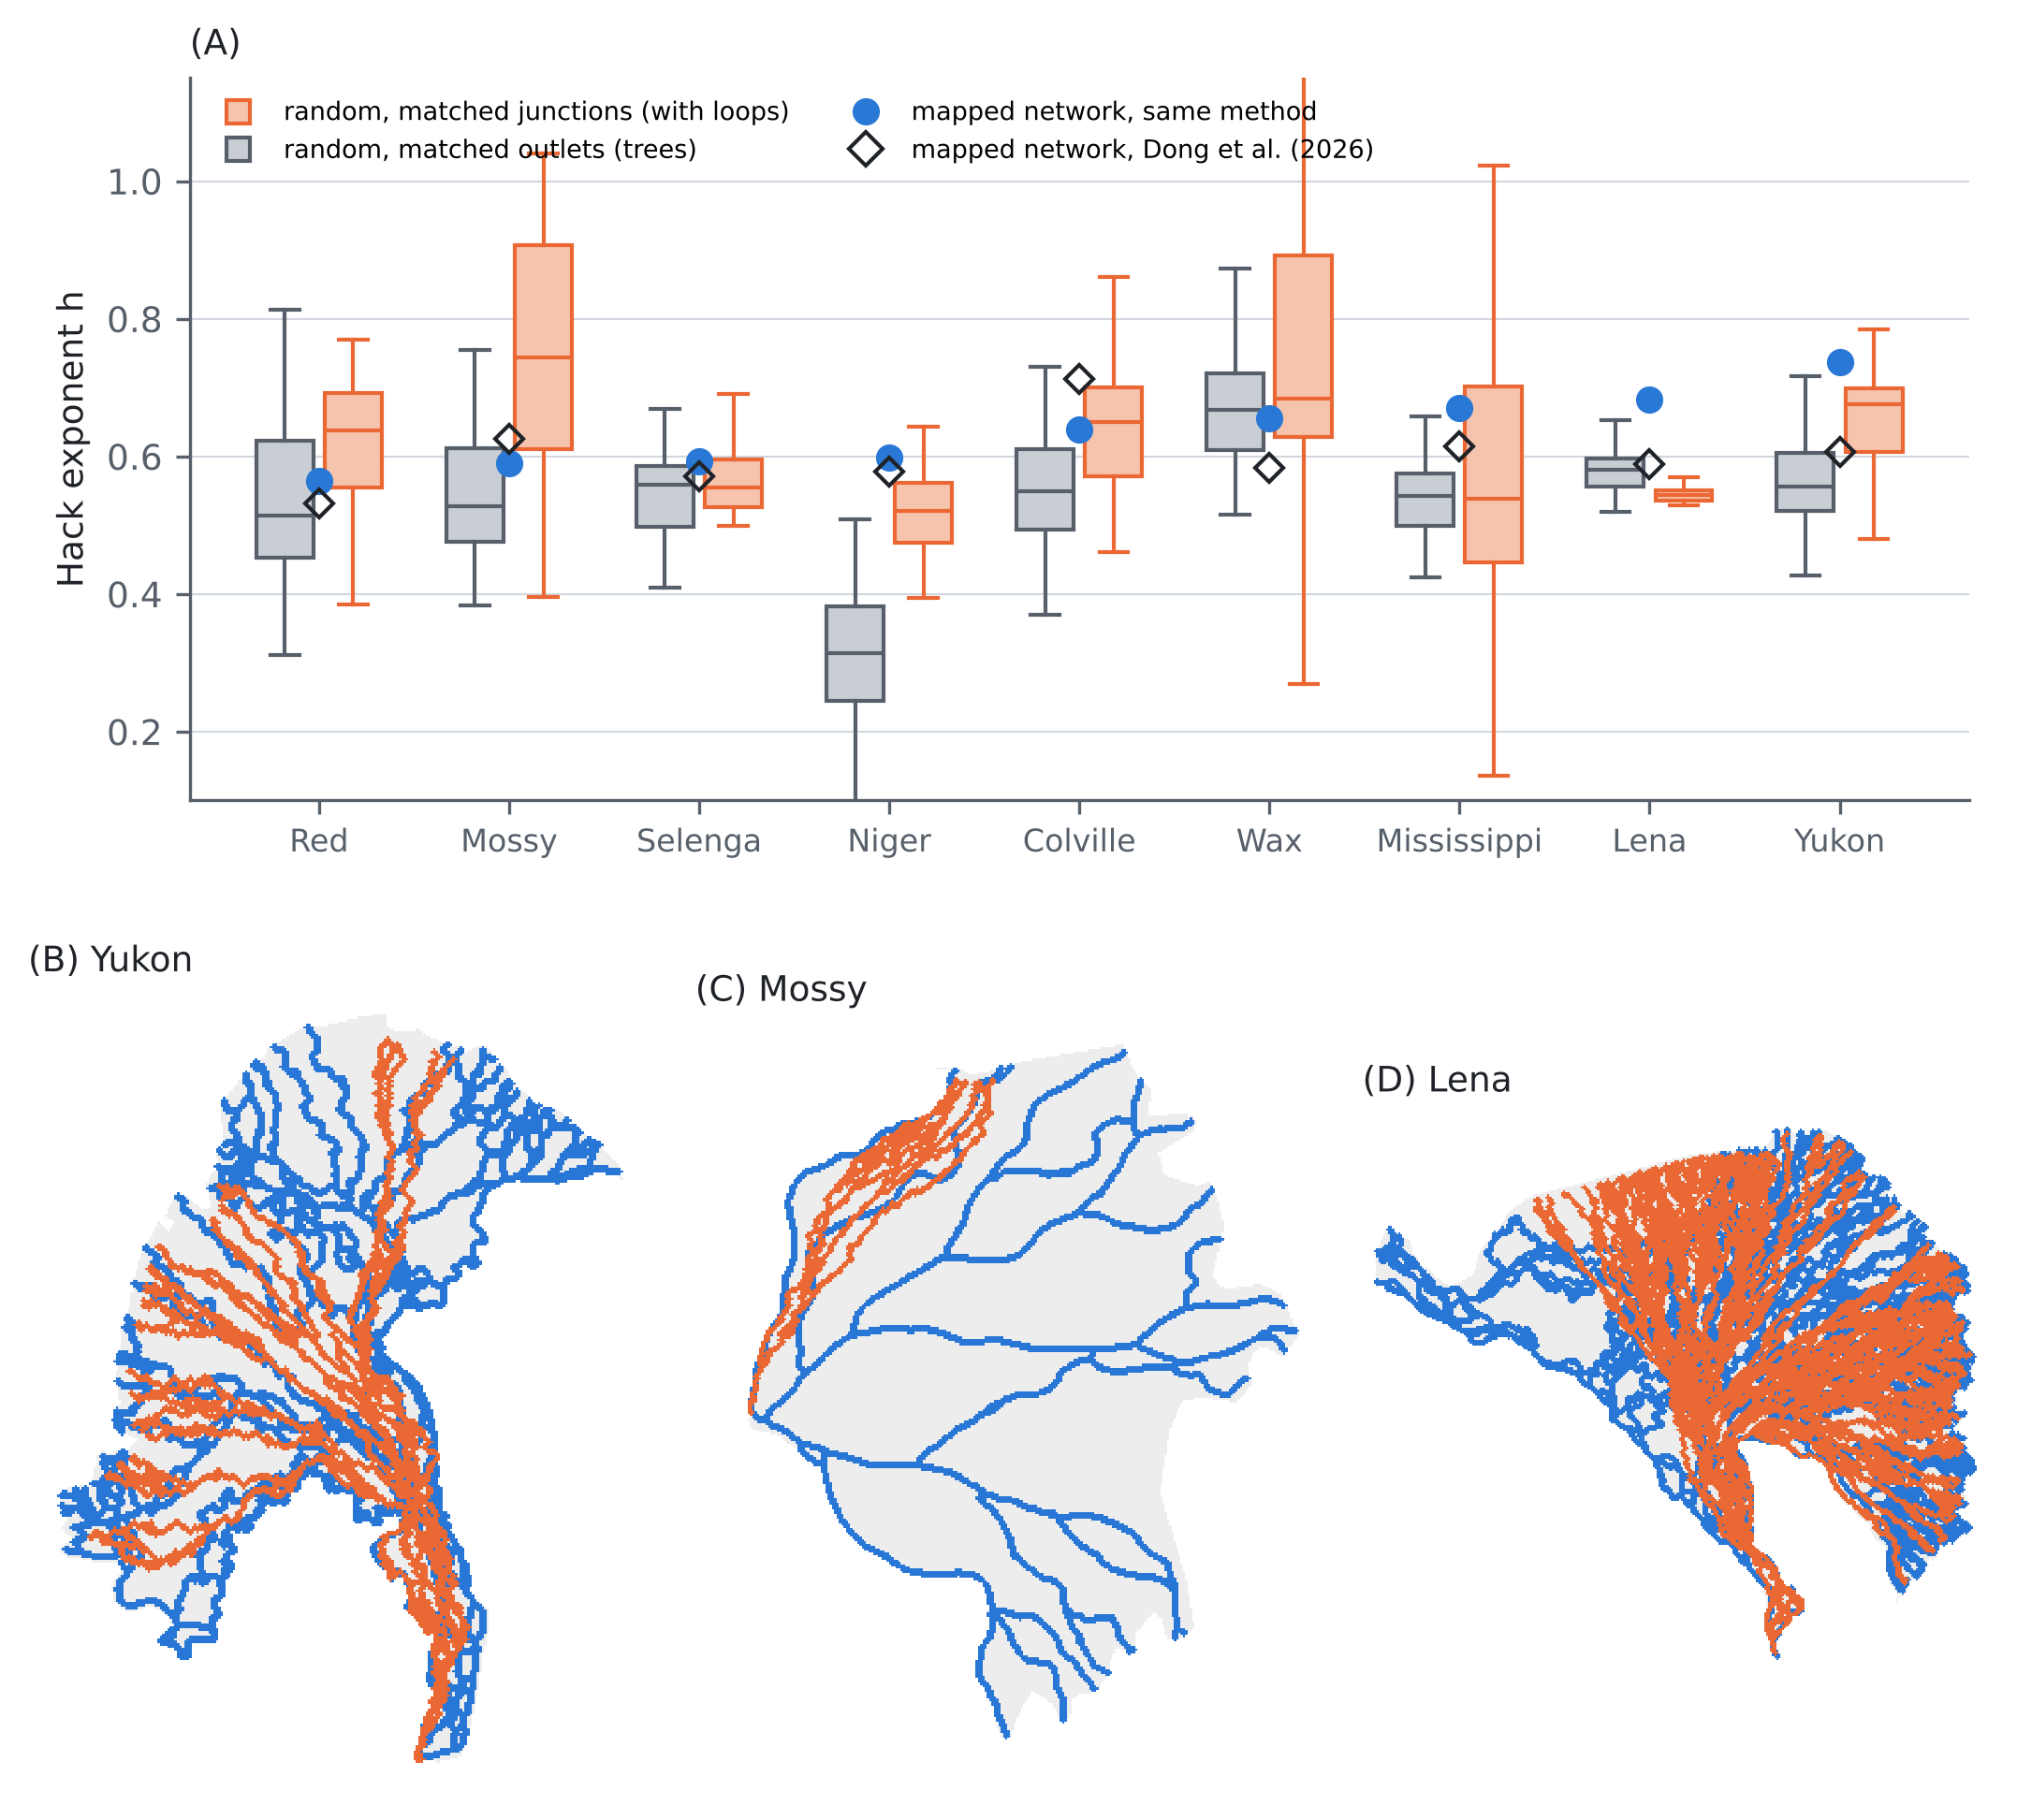 (A)
random, matched junctions (with loops)
random, matched outlets (trees)
mapped network, same method
mapped network, Dong et al. (2026)
Hack exponent h
1.0
0.8
0.6
0.4
0.2
Red Mossy Selenga Niger Colville Wax Mississippi Lena Yukon
(B) Yukon
(C) Mossy
(D) Lena